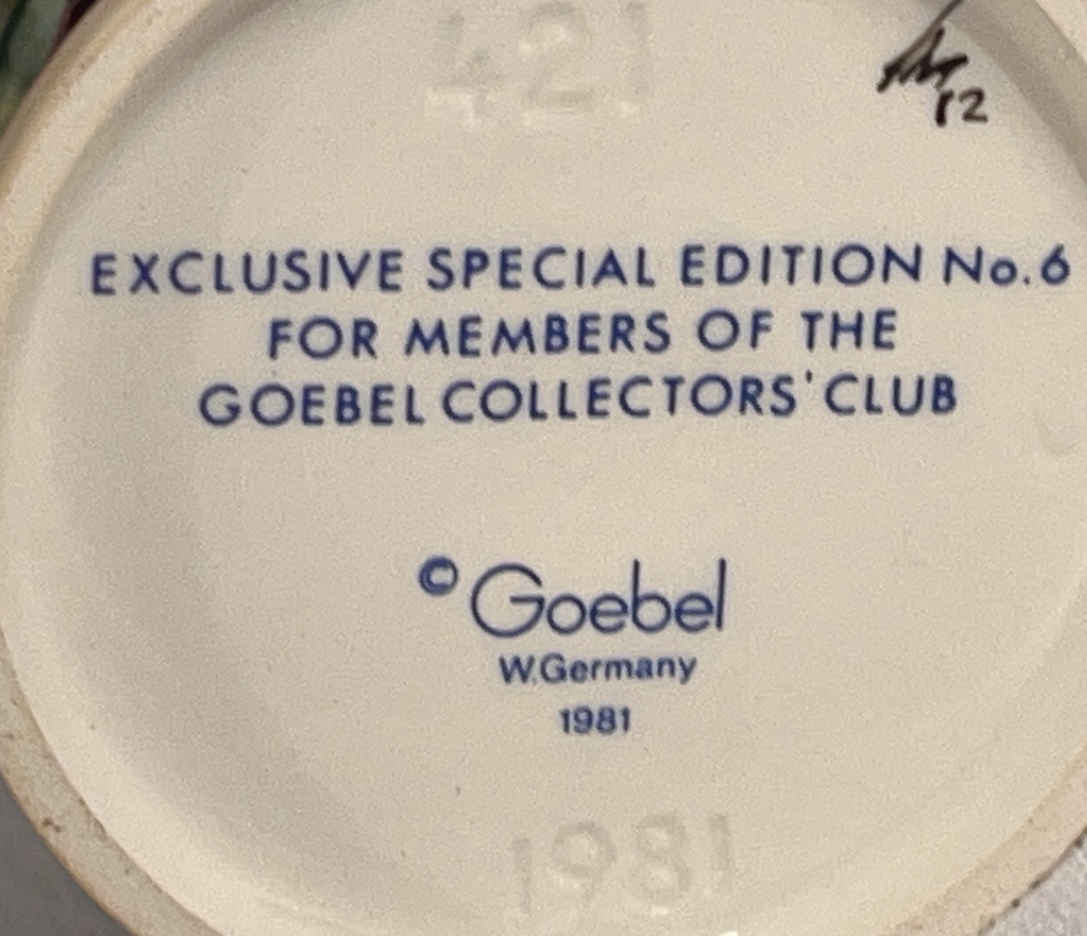 421
12
EXCLUSIVE SPECIAL EDITION No.6
FOR MEMBERS OF THE
GOEBEL COLLECTORS' CLUB
© Goebel
W.Germany
1981
1981